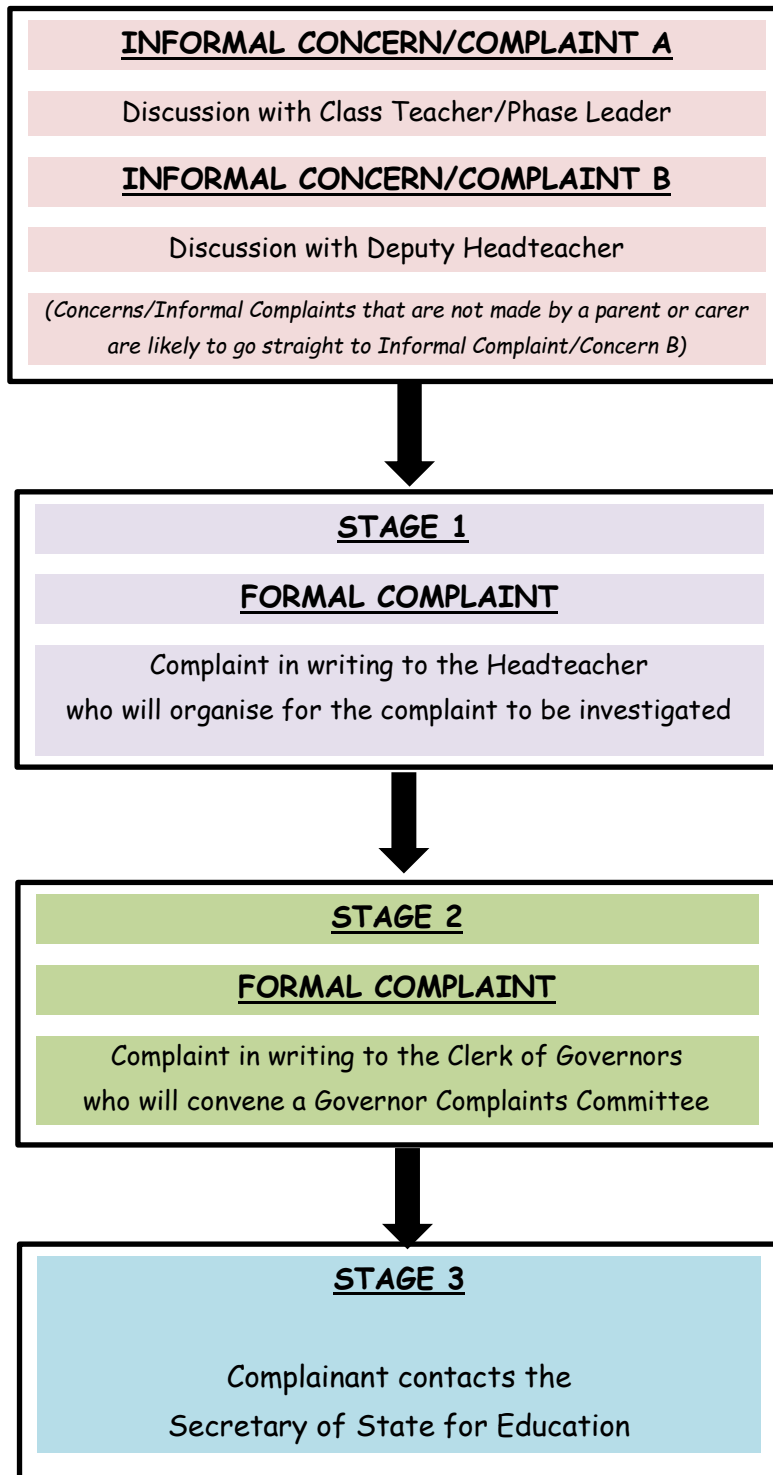 INFORMAL CONCERN/COMPLAINT A
Discussion with Class Teacher/Phase Leader
INFORMAL CONCERN/COMPLAINT B
Discussion with Deputy Headteacher
(Concerns/Informal Complaints that are not made by a parent or carer
are likely to go straight to Informal Complaint/Concern B)
STAGE 1
FORMAL COMPLAINT
Complaint in writing to the Headteacher
who will organise for the complaint to be investigated
STAGE 2
FORMAL COMPLAINT
Complaint in writing to the Clerk of Governors
who will convene a Governor Complaints Committee
STAGE 3
Complainant contacts the
Secretary of State for Education